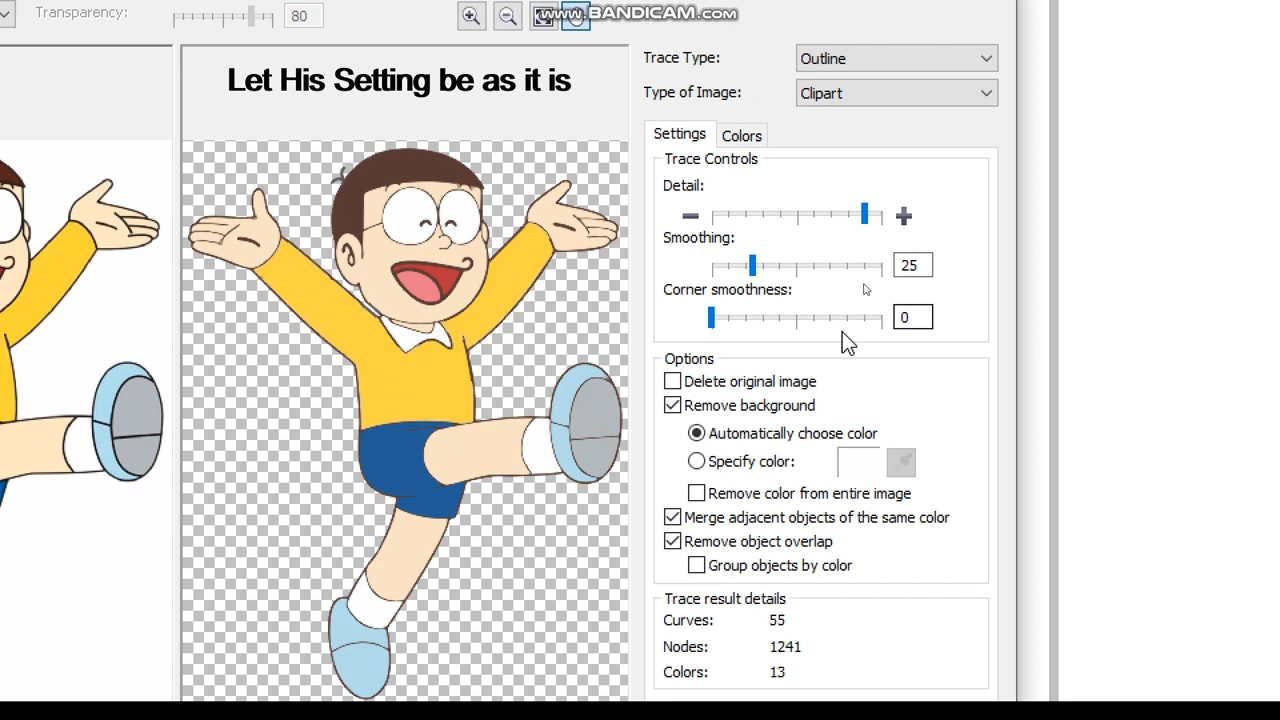 Transparency:
80
www.BANDICAM.com
Let His Setting be as it is
Trace Type:
Outline
Type of Image:
Clipart
Settings
Colors
Trace Controls
Detail:
Smoothing:
25
Corner smoothness:
0
Options
Delete original image
Remove background
Automatically choose color
Specify color:
Remove color from entire image
Merge adjacent objects of the same color
Remove object overlap
Group objects by color
Trace result details
Curves: 55
Nodes: 1241
Colors: 13